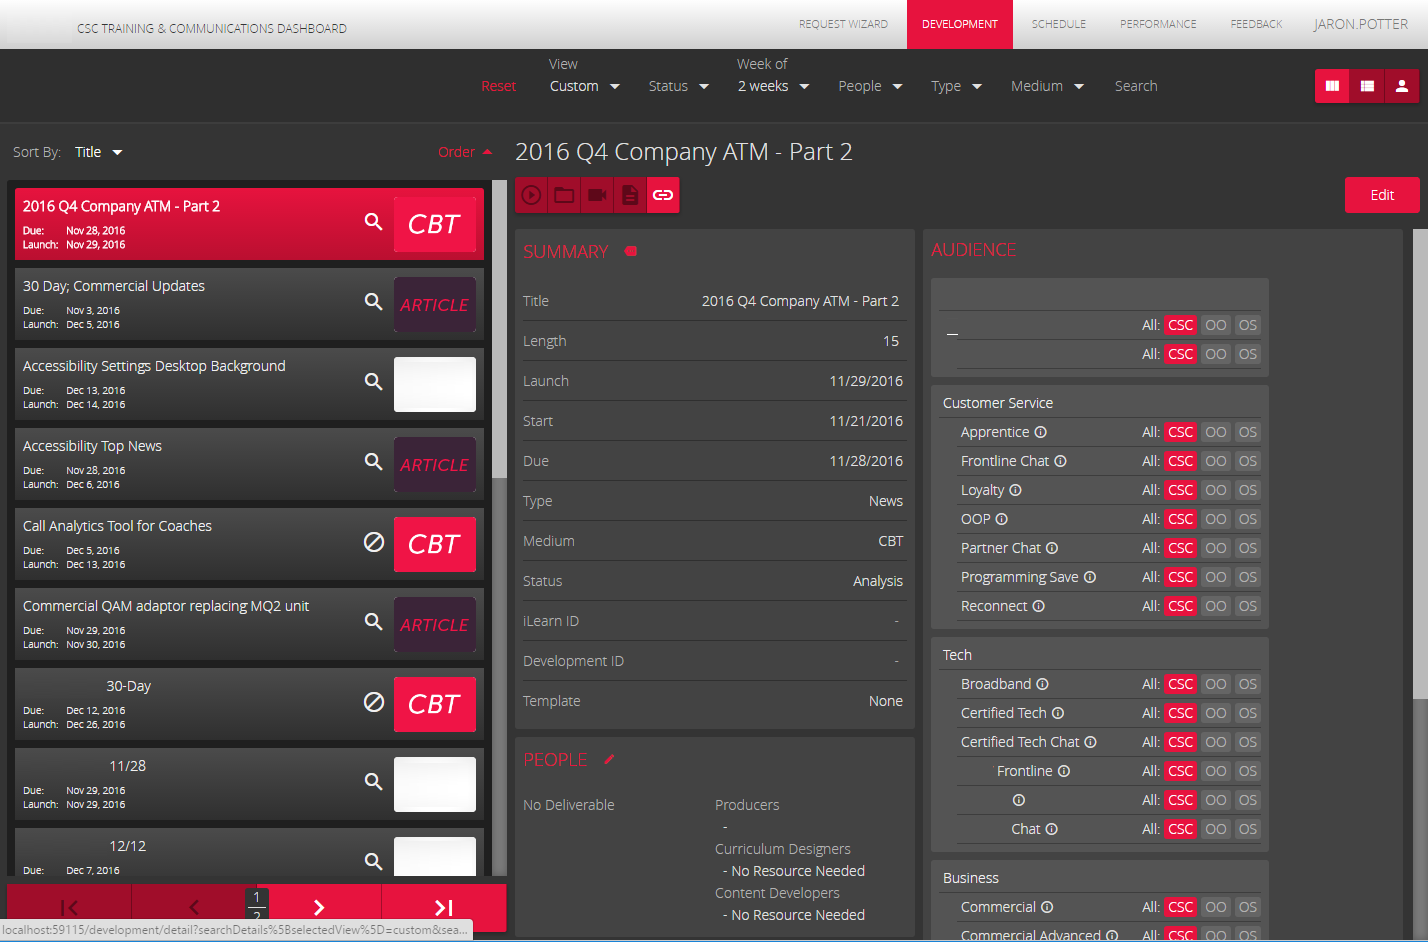 CSC TRAINING & COMMUNICATIONS DASHBOARD
REQUEST WIZARD DEVELOPMENT SCHEDULE PERFORMANCE FEEDBACK JARON.POTTER
View Week of
Reset Custom Status 2 weeks People Type Medium Search
Sort By: Title Order
2016 Q4 Company ATM - Part 2
Due: Nov 28, 2016
Launch: Nov 29, 2016
CBT
30 Day; Commercial Updates
Due: Nov 3, 2016
Launch: Dec 5, 2016
ARTICLE
Accessibility Settings Desktop Background
Due: Dec 13, 2016
Launch: Dec 14, 2016
Accessibility Top News
Due: Nov 28, 2016
Launch: Dec 6, 2016
ARTICLE
Call Analytics Tool for Coaches
Due: Dec 5, 2016
Launch: Dec 13, 2016
CBT
Commercial QAM adaptor replacing MQ2 unit
Due: Nov 29, 2016
Launch: Nov 30, 2016
ARTICLE
30-Day
Due: Dec 12, 2016
Launch: Dec 26, 2016
CBT
11/28
Due: Nov 29, 2016
Launch: Nov 29, 2016
12/12
Due: Dec 7, 2016
1
2
localhost:59115/development/detail?searchDetails%5BselectedView%5D=custom&sea...
2016 Q4 Company ATM - Part 2
Edit
SUMMARY
Title 2016 Q4 Company ATM - Part 2
Length 15
Launch 11/29/2016
Start 11/21/2016
Due 11/28/2016
Type News
Medium CBT
Status Analysis
iLearn ID -
Development ID -
Template None
PEOPLE
No Deliverable
Producers
-
Curriculum Designers
- No Resource Needed
Content Developers
- No Resource Needed
AUDIENCE
All: CSC OO OS
All: CSC OO OS
Customer Service
Apprentice All: CSC OO OS
Frontline Chat All: CSC OO OS
Loyalty All: CSC OO OS
OOP All: CSC OO OS
Partner Chat All: CSC OO OS
Programming Save All: CSC OO OS
Reconnect All: CSC OO OS
Tech
Broadband All: CSC OO OS
Certified Tech All: CSC OO OS
Certified Tech Chat All: CSC OO OS
Frontline All: CSC OO OS
All: CSC OO OS
Chat All: CSC OO OS
Business
Commercial All: CSC OO OS
Commercial Advanced All: CSC OO OS